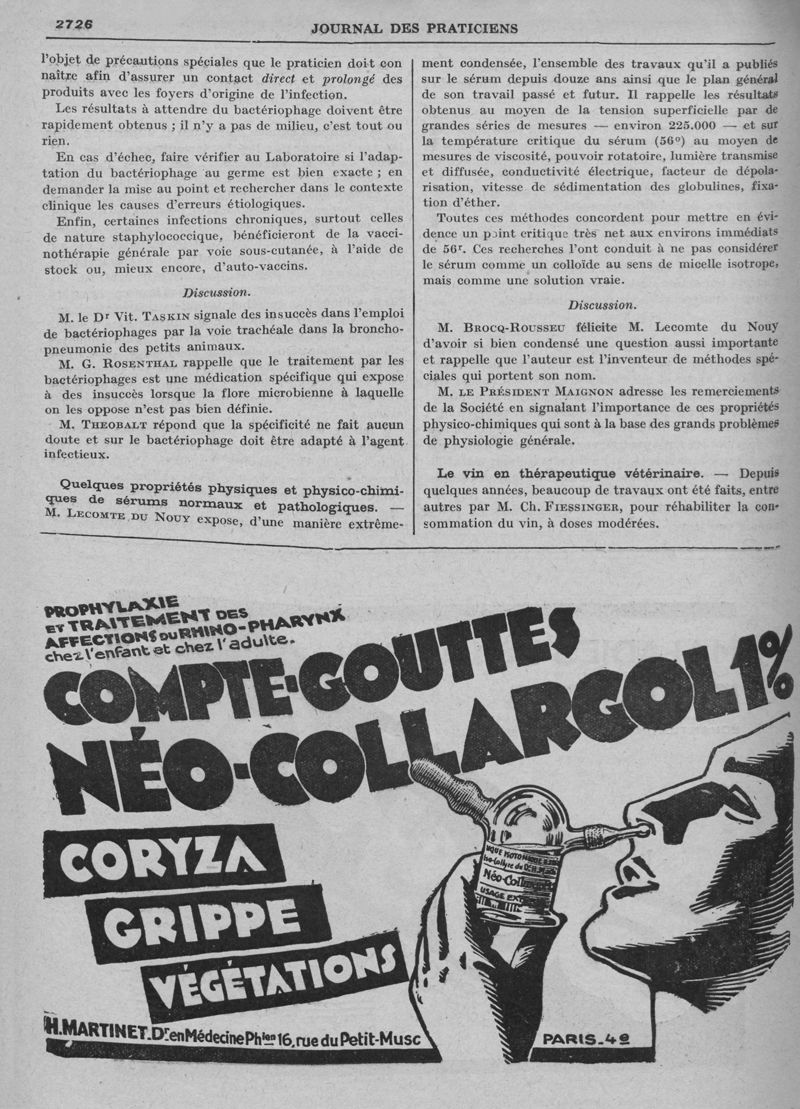 2726
JOURNAL DES PRATICIENS
l'objet de précautions spéciales que le praticien doit con
naître afin d'assurer un contact direct et prolongé des
produits avec les foyers d'origine de l'infection.
Les résultats à attendre du bactériophage doivent être
rapidement obtenus ; il n'y a pas de milieu, c'est tout ou
rien.
En cas d'échec, faire vérifier au Laboratoire si l'adap-
tation du bactériophage au germe est bien exacte ; en
demander la mise au point et rechercher dans le contexte
clinique les causes d'erreurs étiologiques.
Enfin, certaines infections chroniques, surtout celles
de nature staphylococcique, bénéficieront de la vacci-
nothérapie générale par voie sous-cutanée, à l'aide de
stock ou, mieux encore, d'auto-vaccins.
Discussion.
M. le Dr Vit. TASKIN signale des insuccès dans l'emploi
de bactériophages par la voie trachéale dans la broncho-
pneumonie des petits animaux.
M. G. ROSENTHAL rappelle que le traitement par les
bactériophages est une médication spécifique qui expose
à des insuccès lorsque la flore microbienne à laquelle
on les oppose n'est pas bien définie.
M. THEOBALT répond que la spécificité ne fait aucun
doute et sur le bactériophage doit être adapté à l'agent
infectieux.
Quelques propriétés physiques et physico-chimi-
ques de sérums normaux et pathologiques. —
M. LECOMTE DU NOUY expose, d'une manière extrême-
ment condensée, l'ensemble des travaux qu'il a publiés
sur le sérum depuis douze ans ainsi que le plan général
de son travail passé et futur. Il rappelle les résultats
obtenus au moyen de la tension superficielle par de
grandes séries de mesures — environ 225.000 — et sur
la température critique du sérum (56°) au moyen de
mesures de viscosité, pouvoir rotatoire, lumière transmise
et diffusée, conductivité électrique, facteur de dépola-
risation, vitesse de sédimentation des globulines, fixa-
tion d'éther.
Toutes ces méthodes concordent pour mettre en évi-
dence un point critique très net aux environs immédiats
de 56r. Ces recherches l'ont conduit à ne pas considérer
le sérum comme un colloïde au sens de micelle isotrope,
mais comme une solution vraie.
Discussion.
M. BROCQ-ROUSSEU félicite M. Lecomte du Nouy
d'avoir si bien condensé une question aussi importante
et rappelle que l'auteur est l'inventeur de méthodes spé-
ciales qui portent son nom.
M. LE PRÉSIDENT MAIGNON adresse les remerciements
de la Société en signalant l'importance de ces propriétés
physico-chimiques qui sont à la base des grands problèmes
de physiologie générale.
Le vin en thérapeutique vétérinaire. — Depuis
quelques années, beaucoup de travaux ont été faits, entre
autres par M. Ch. FIESSINGER, pour réhabiliter la con-
sommation du vin, à doses modérées.
PROPHYLAXIE
ET TRAITEMENT DES
AFFECTIONS DU RHINO-PHARYNX
chez l'enfant et chez l'adulte.
COMPTE-GOUTTES
NÉO-COLLARGOL 1%
CORYZA
GRIPPE
VÉGÉTATIONS
Néo-Coll
USAGE EXT
H. MARTINET. Dr en Médecine Phien 16, rue du Petit-Musc
PARIS_4e